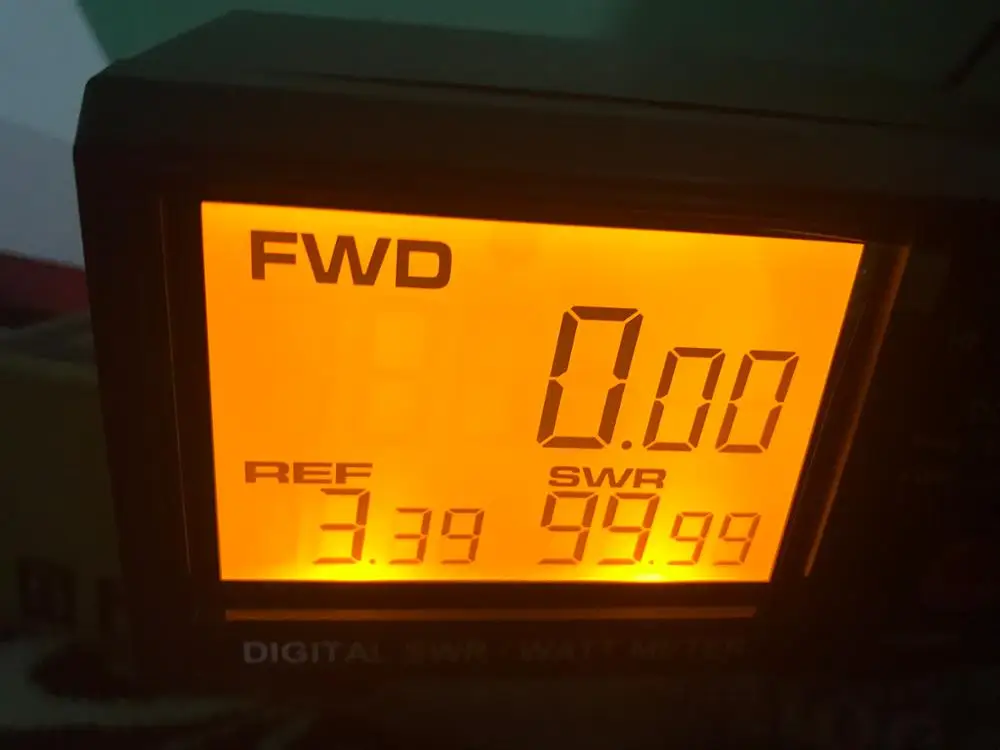 FWD
0.00
REF SWR
3.39 99.99
DIGITAL SWR / WATT METER